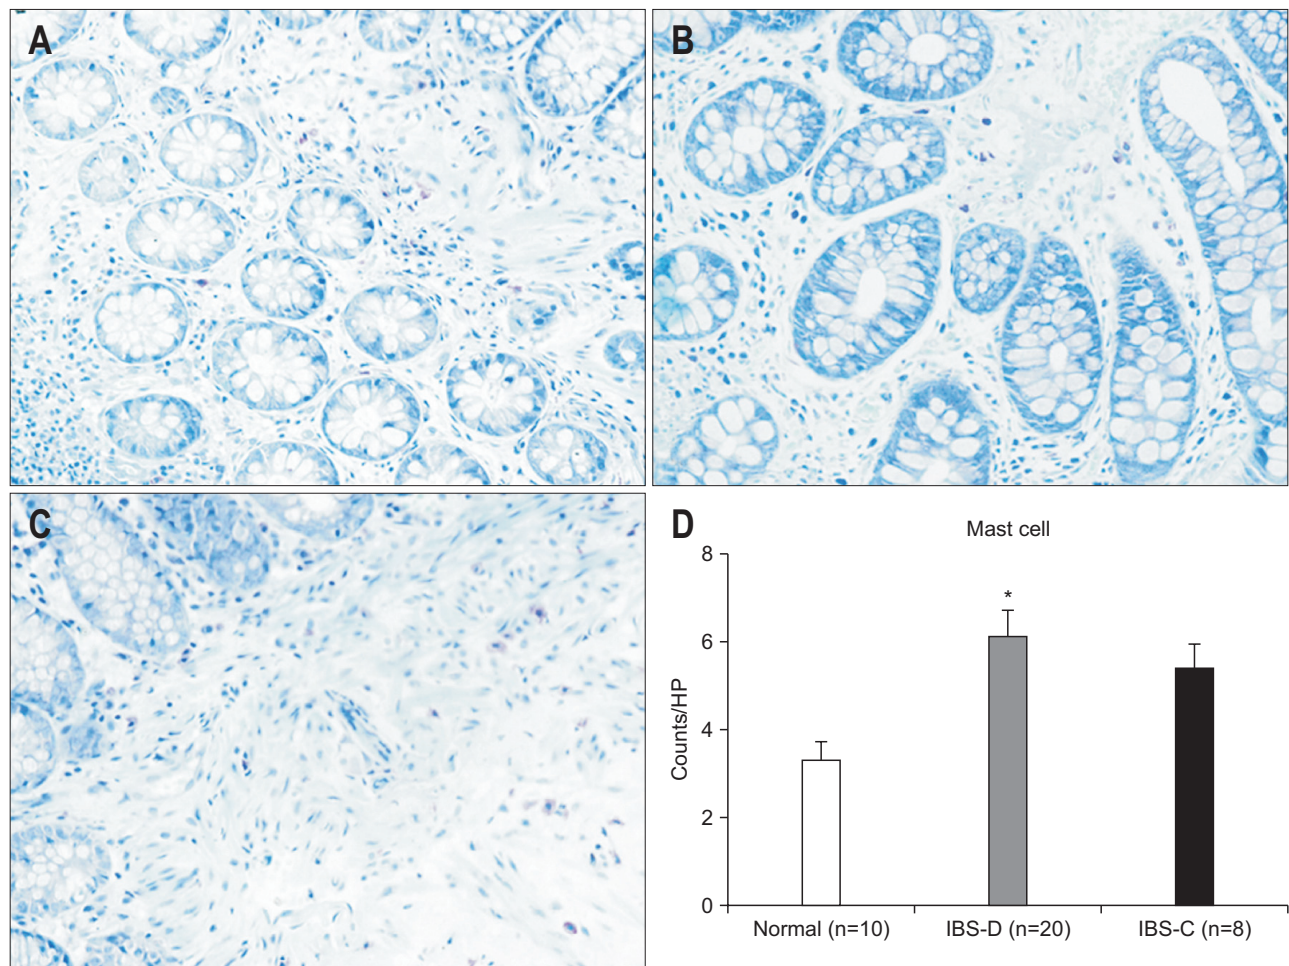 A
B
C
D
Mast cell
8
6
4
2
0
Counts/HP
*
Normal (n=10)
IBS-D (n=20)
IBS-C (n=8)